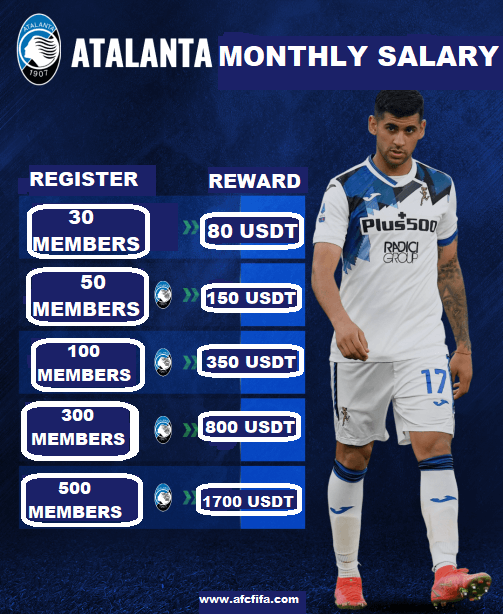 ATALANTA
1907
ATALANTA MONTHLY SALARY
REGISTER
REWARD
30
MEMBERS
80 USDT
50
MEMBERS
150 USDT
100
MEMBERS
350 USDT
300
MEMBERS
800 USDT
500
MEMBERS
1700 USDT
Plus500
RADICI
GROUP
17
www.afcfifa.com